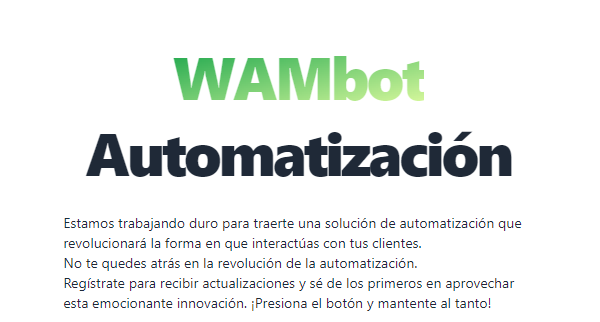 WAMbot
Automatización
Estamos trabajando duro para traerte una solución de automatización que
revolucionará la forma en que interactúas con tus clientes.
No te quedes atrás en la revolución de la automatización.
Regístrate para recibir actualizaciones y sé de los primeros en aprovechar
esta emocionante innovación. ¡Presiona el botón y mantente al tanto!